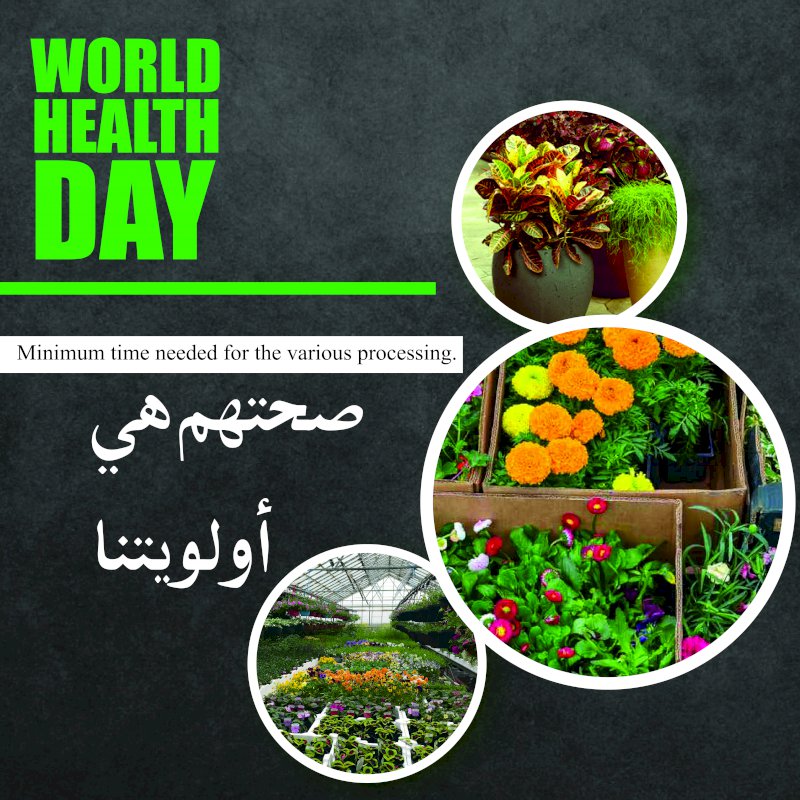 WORLD
HEALTH
DAY
Minimum time needed for the various processing.
صحتهم هي
أولويتنا